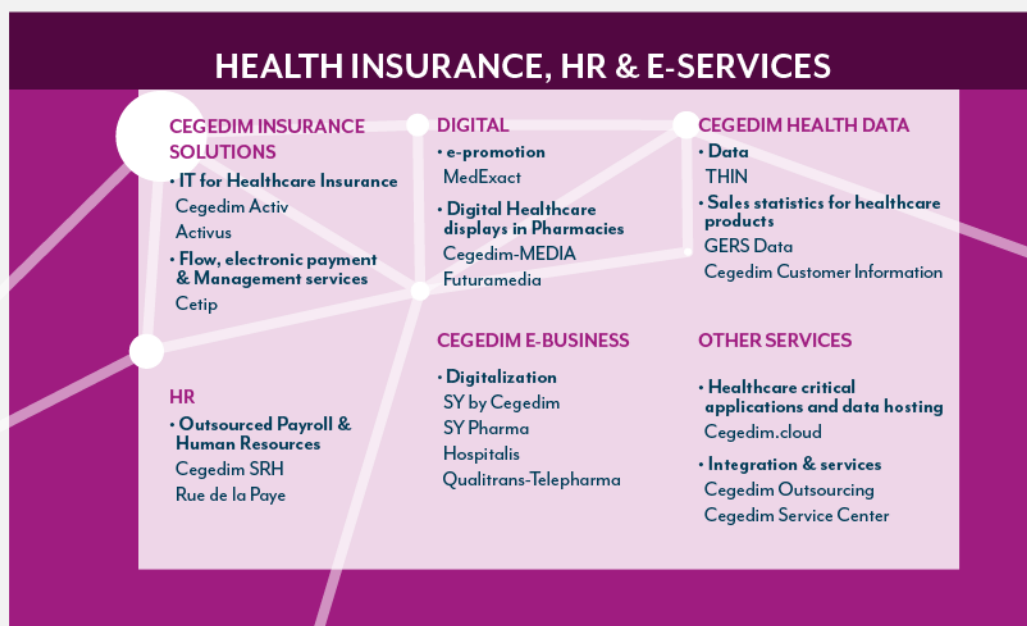 HEALTH INSURANCE, HR & E-SERVICES
CEGEDIM INSURANCE
SOLUTIONS
• IT for Healthcare Insurance
Cegedim Activ
Activus
• Flow, electronic payment
& Management services
Cetip
HR
• Outsourced Payroll &
Human Resources
Cegedim SRH
Rue de la Paye
DIGITAL
• e-promotion
MedExact
• Digital Healthcare
displays in Pharmacies
Cegedim-MEDIA
Futuramedia
CEGEDIM E-BUSINESS
• Digitalization
SY by Cegedim
SY Pharma
Hospitalis
Qualitrans-Telepharma
CEGEDIM HEALTH DATA
• Data
THIN
• Sales statistics for healthcare
products
GERS Data
Cegedim Customer Information
OTHER SERVICES
• Healthcare critical
applications and data hosting
Cegedim.cloud
• Integration & services
Cegedim Outsourcing
Cegedim Service Center